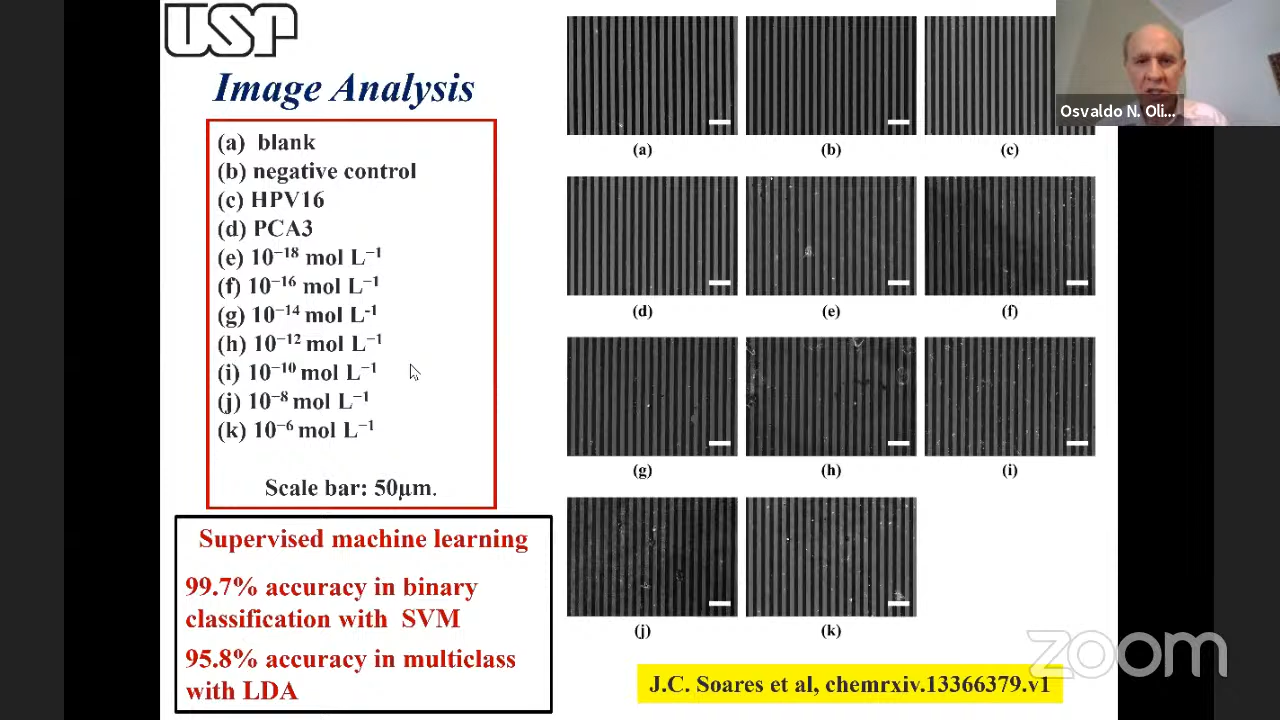 USP
Image Analysis
(a) blank
(b) negative control
(c) HPV16
(d) PCA3
(e) 10⁻¹⁸ mol L⁻¹
(f) 10⁻¹⁶ mol L⁻¹
(g) 10⁻¹⁴ mol L⁻¹
(h) 10⁻¹² mol L⁻¹
(i) 10⁻¹⁰ mol L⁻¹
(j) 10⁻⁸ mol L⁻¹
(k) 10⁻⁶ mol L⁻¹
Scale bar: 50μm.
Supervised machine learning
99.7% accuracy in binary
classification with SVM
95.8% accuracy in multiclass
with LDA
(a) (b) (c)
(d) (e) (f)
(g) (h) (i)
(j) (k)
J.C. Soares et al, chemrxiv.13366379.v1
Osvaldo N. Oli...
zoom